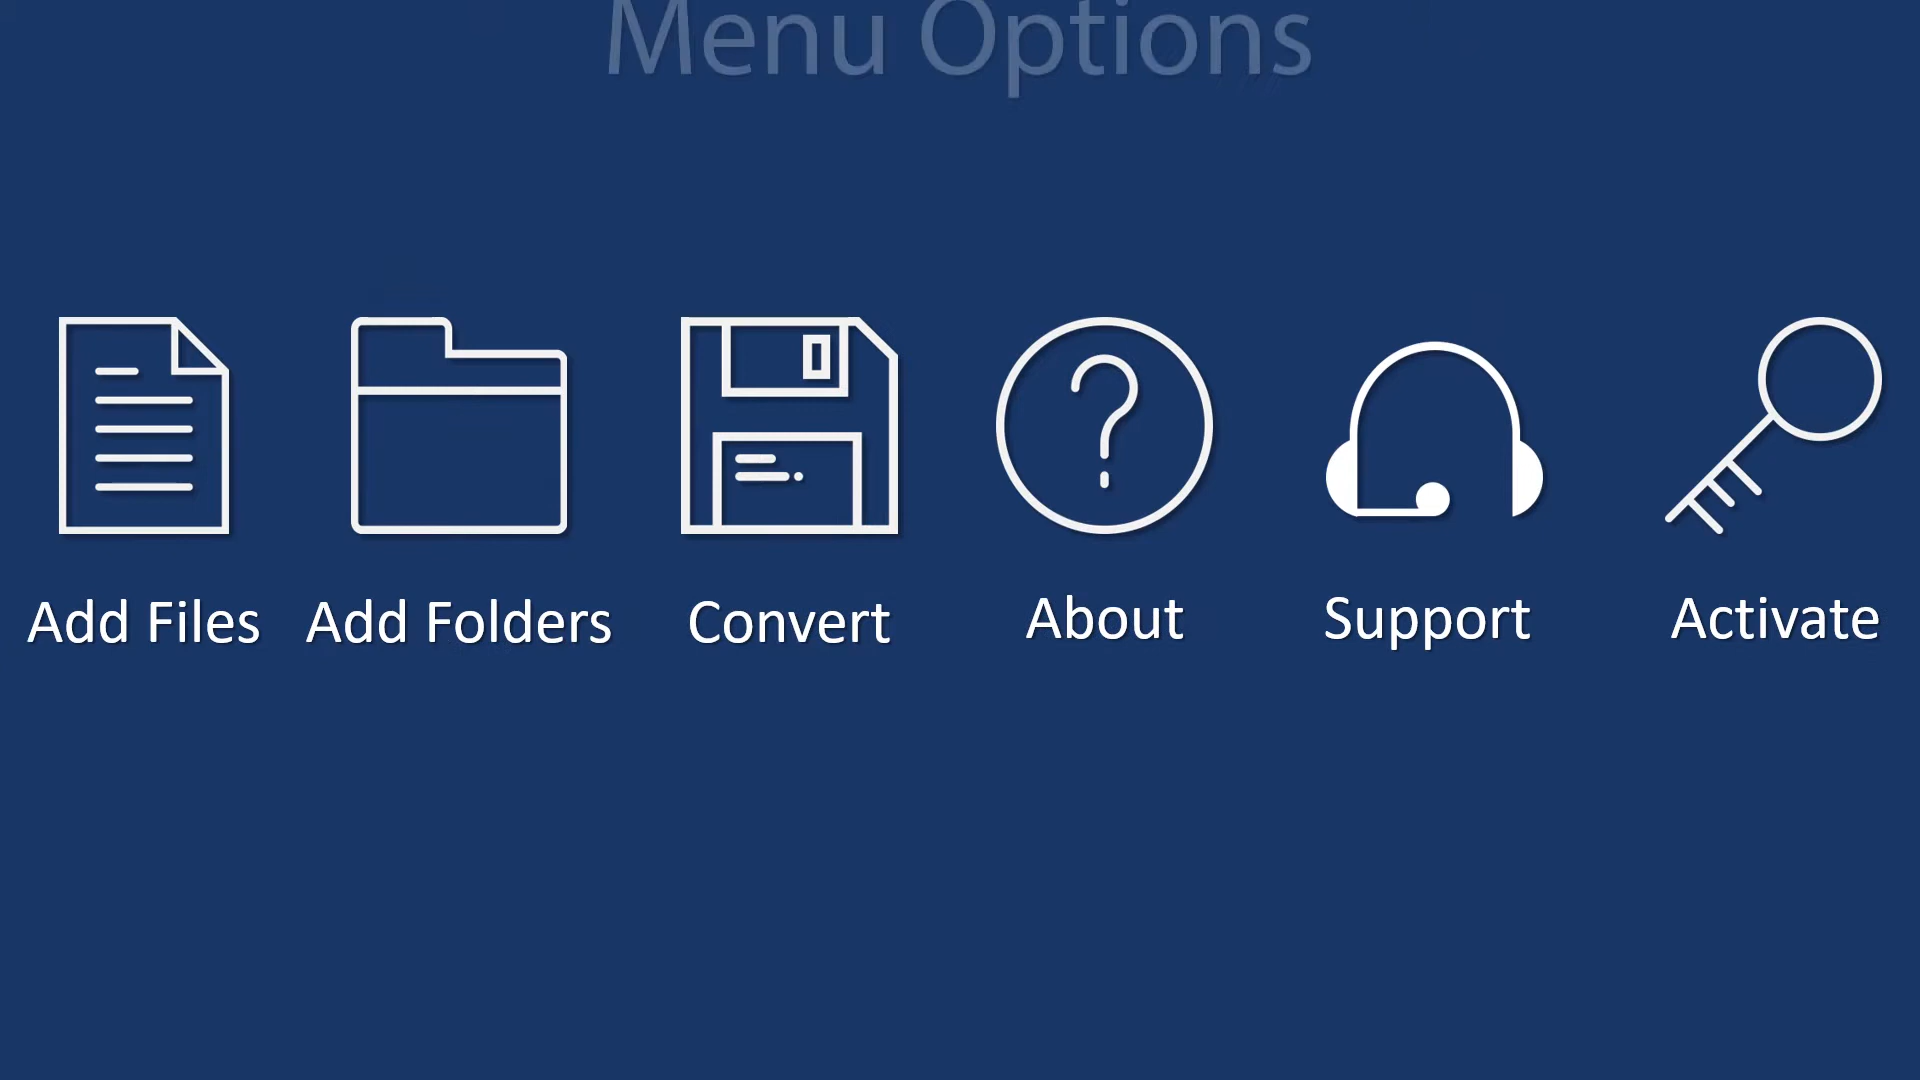 Menu Options
Add Files
Add Folders
Convert
About
Support
Activate